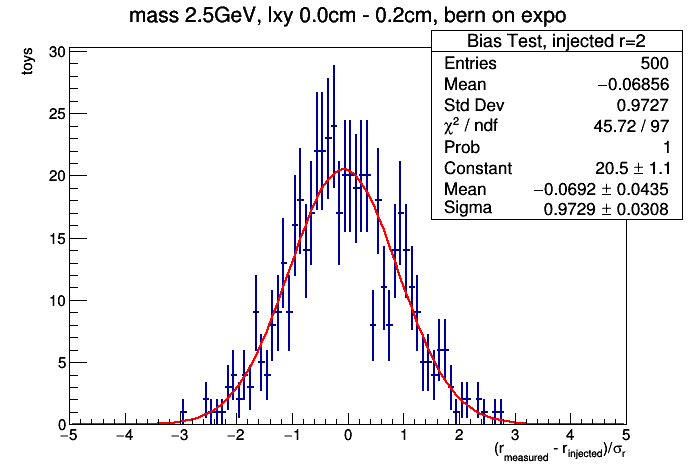 mass 2.5GeV, lxy 0.0cm - 0.2cm, bern on expo
Bias Test, injected r=2
Entries 500
Mean −0.06856
Std Dev 0.9727
χ² / ndf 45.72 / 97
Prob 1
Constant 20.5 ± 1.1
Mean −0.0692 ± 0.0435
Sigma 0.9729 ± 0.0308
toys
30
25
20
15
10
5
0
−5 −4 −3 −2 −1 0 1 2 3 4 5
(r_measured - r_injected)/σ_r